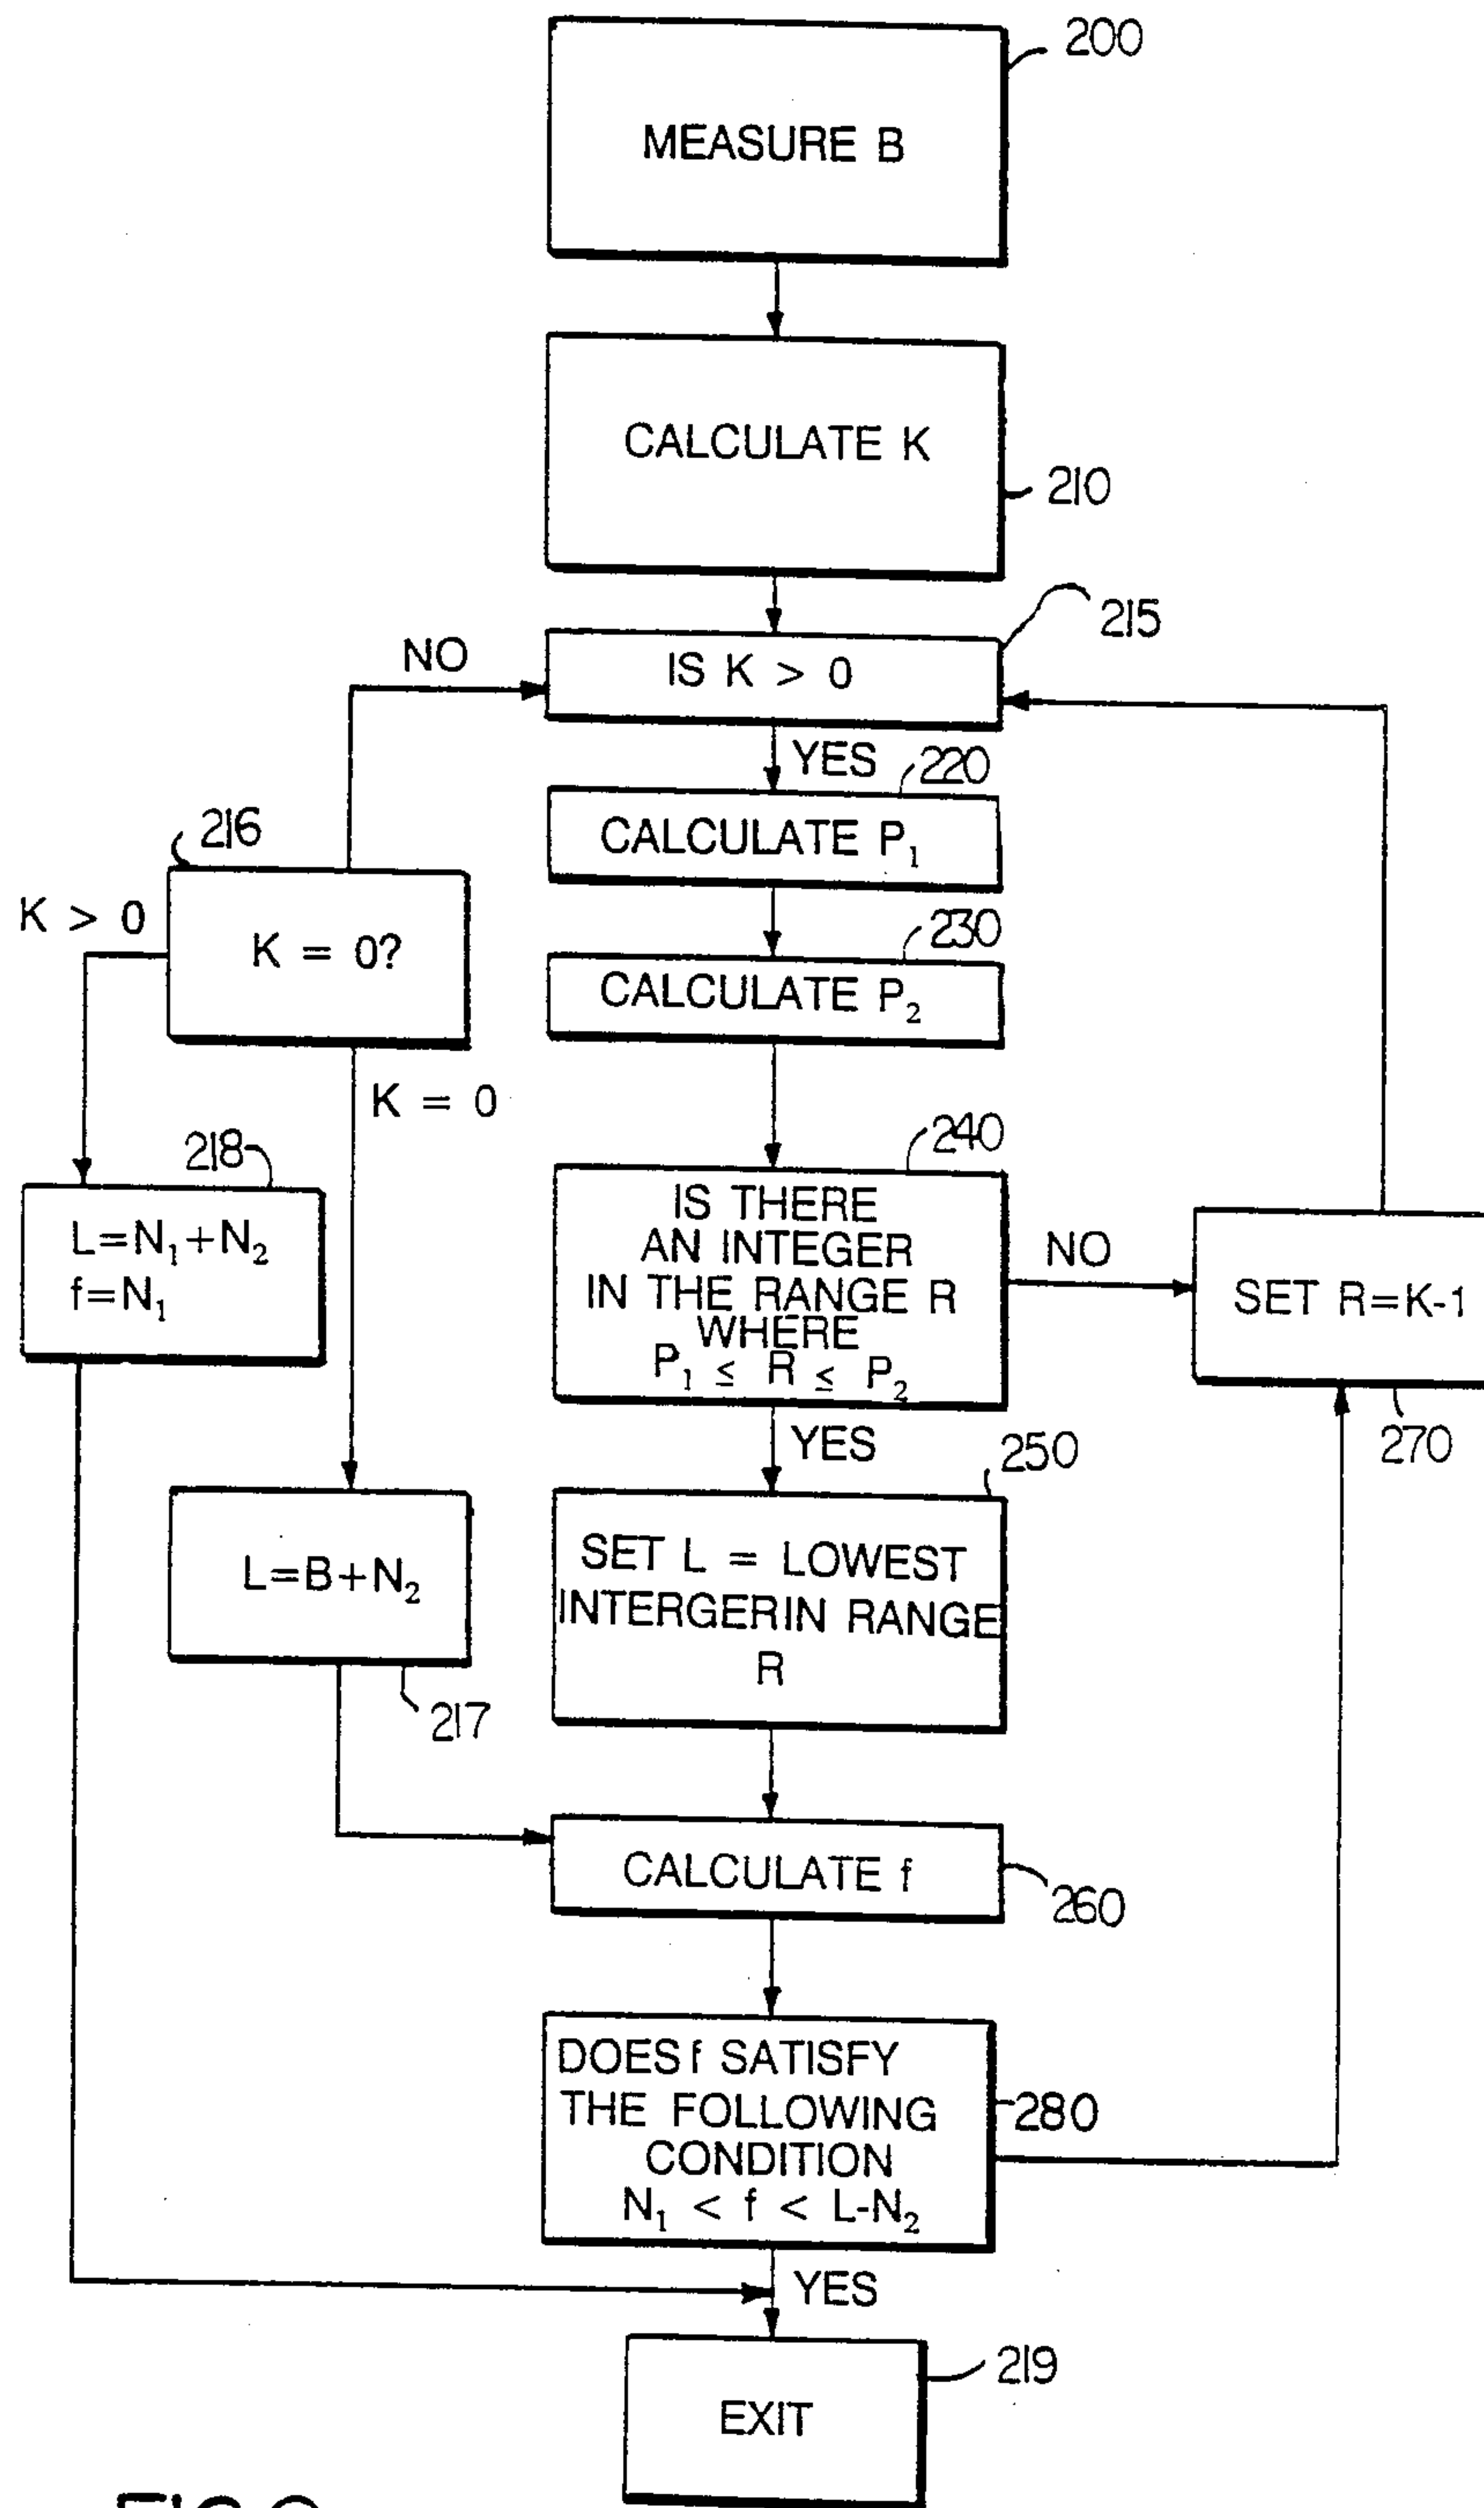 200
MEASURE B
CALCULATE K
210
215
NO
IS K > 0
YES
220
CALCULATE P₁
216
K > 0
K = 0?
230
CALCULATE P₂
K = 0
240
218
L=N₁+N₂
f=N₁
IS THERE
AN INTEGER
IN THE RANGE R
WHERE
P₁ ≤ R ≤ P₂
NO
SET R=K-1
270
YES
250
SET L = LOWEST
INTERGERIN RANGE
R
L=B+N₂
217
CALCULATE f
260
DOES f SATISFY
THE FOLLOWING
CONDITION
N₁ < f < L-N₂
280
YES
219
EXIT